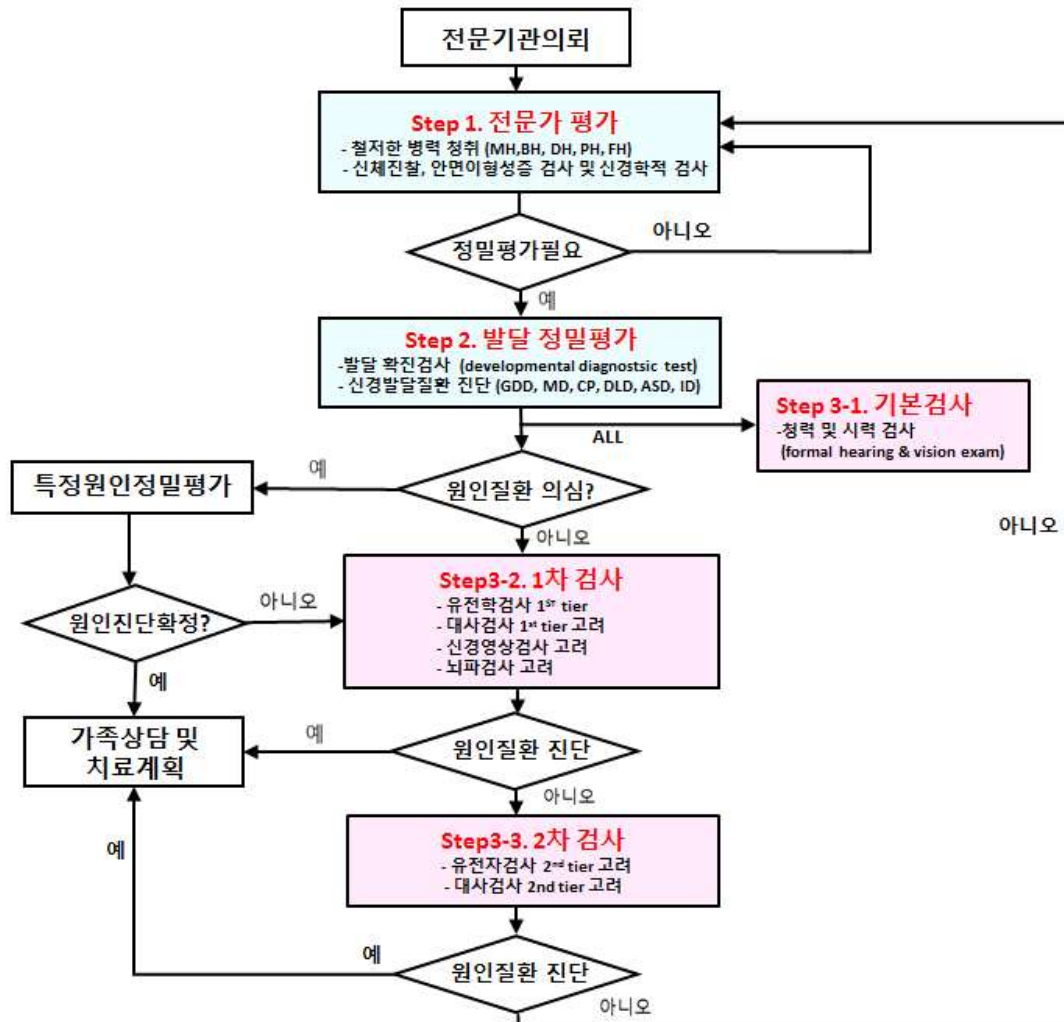 전문기관의뢰
Step 1. 전문가 평가
- 철저한 병력 청취 (MH,BH, DH, PH, FH)
- 신체진찰, 안면이형성증 검사 및 신경학적 검사
정밀평가필요
아니오
예
Step 2. 발달 정밀평가
-발달 확진검사 (developmental diagnostsic test)
-신경발달질환 진단 (GDD, MD, CP, DLD, ASD, ID)
ALL
Step 3-1. 기본검사
-청력 및 시력 검사
(formal hearing & vision exam)
원인질환 의심?
예
특정원인정밀평가
아니오
아니오
Step3-2. 1차 검사
- 유전학검사 1ST tier
- 대사검사 1st tier 고려
- 신경영상검사 고려
- 뇌파검사 고려
원인진단확정?
아니오
예
가족상담 및
치료계획
원인질환 진단
예
아니오
Step3-3. 2차 검사
- 유전자검사 2nd tier 고려
- 대사검사 2nd tier 고려
예
원인질환 진단
예
아니오